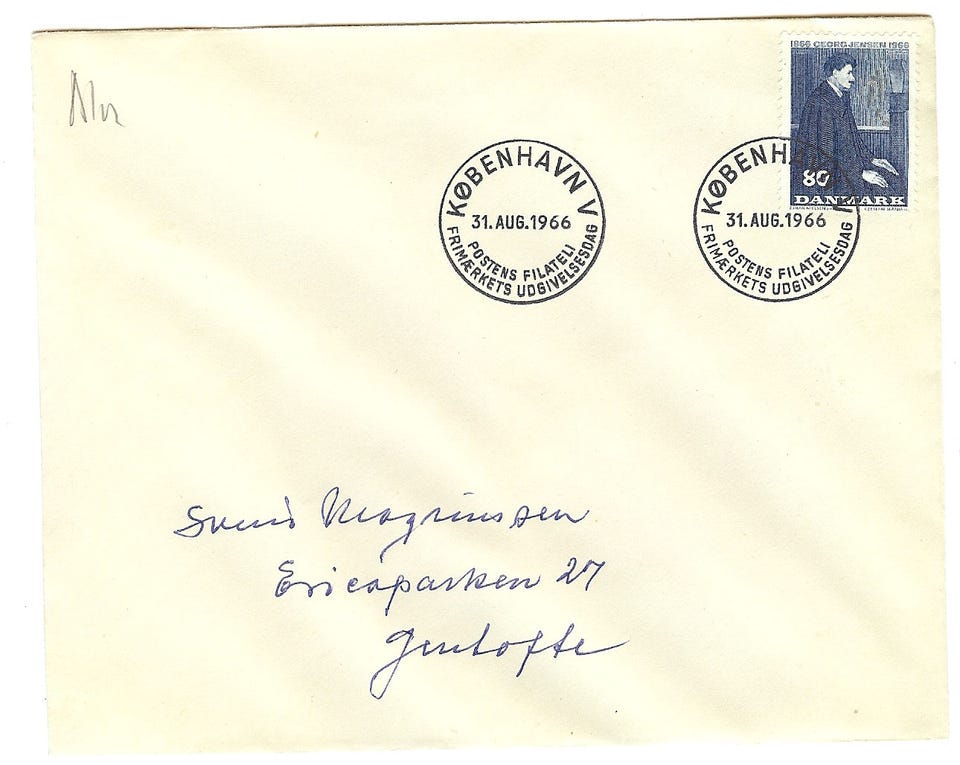 1866 GEORG JENSEN 1966
80
DANMARK
KØBENHAVN V
31. AUG. 1966
POSTENS FILATELI
FRIMÆRKETS UDGIVELSESDAG
KØBENHAVN V
31. AUG. 1966
POSTENS FILATELI
FRIMÆRKETS UDGIVELSESDAG
Svend Magnussen
Ericaparken 27
Gentofte